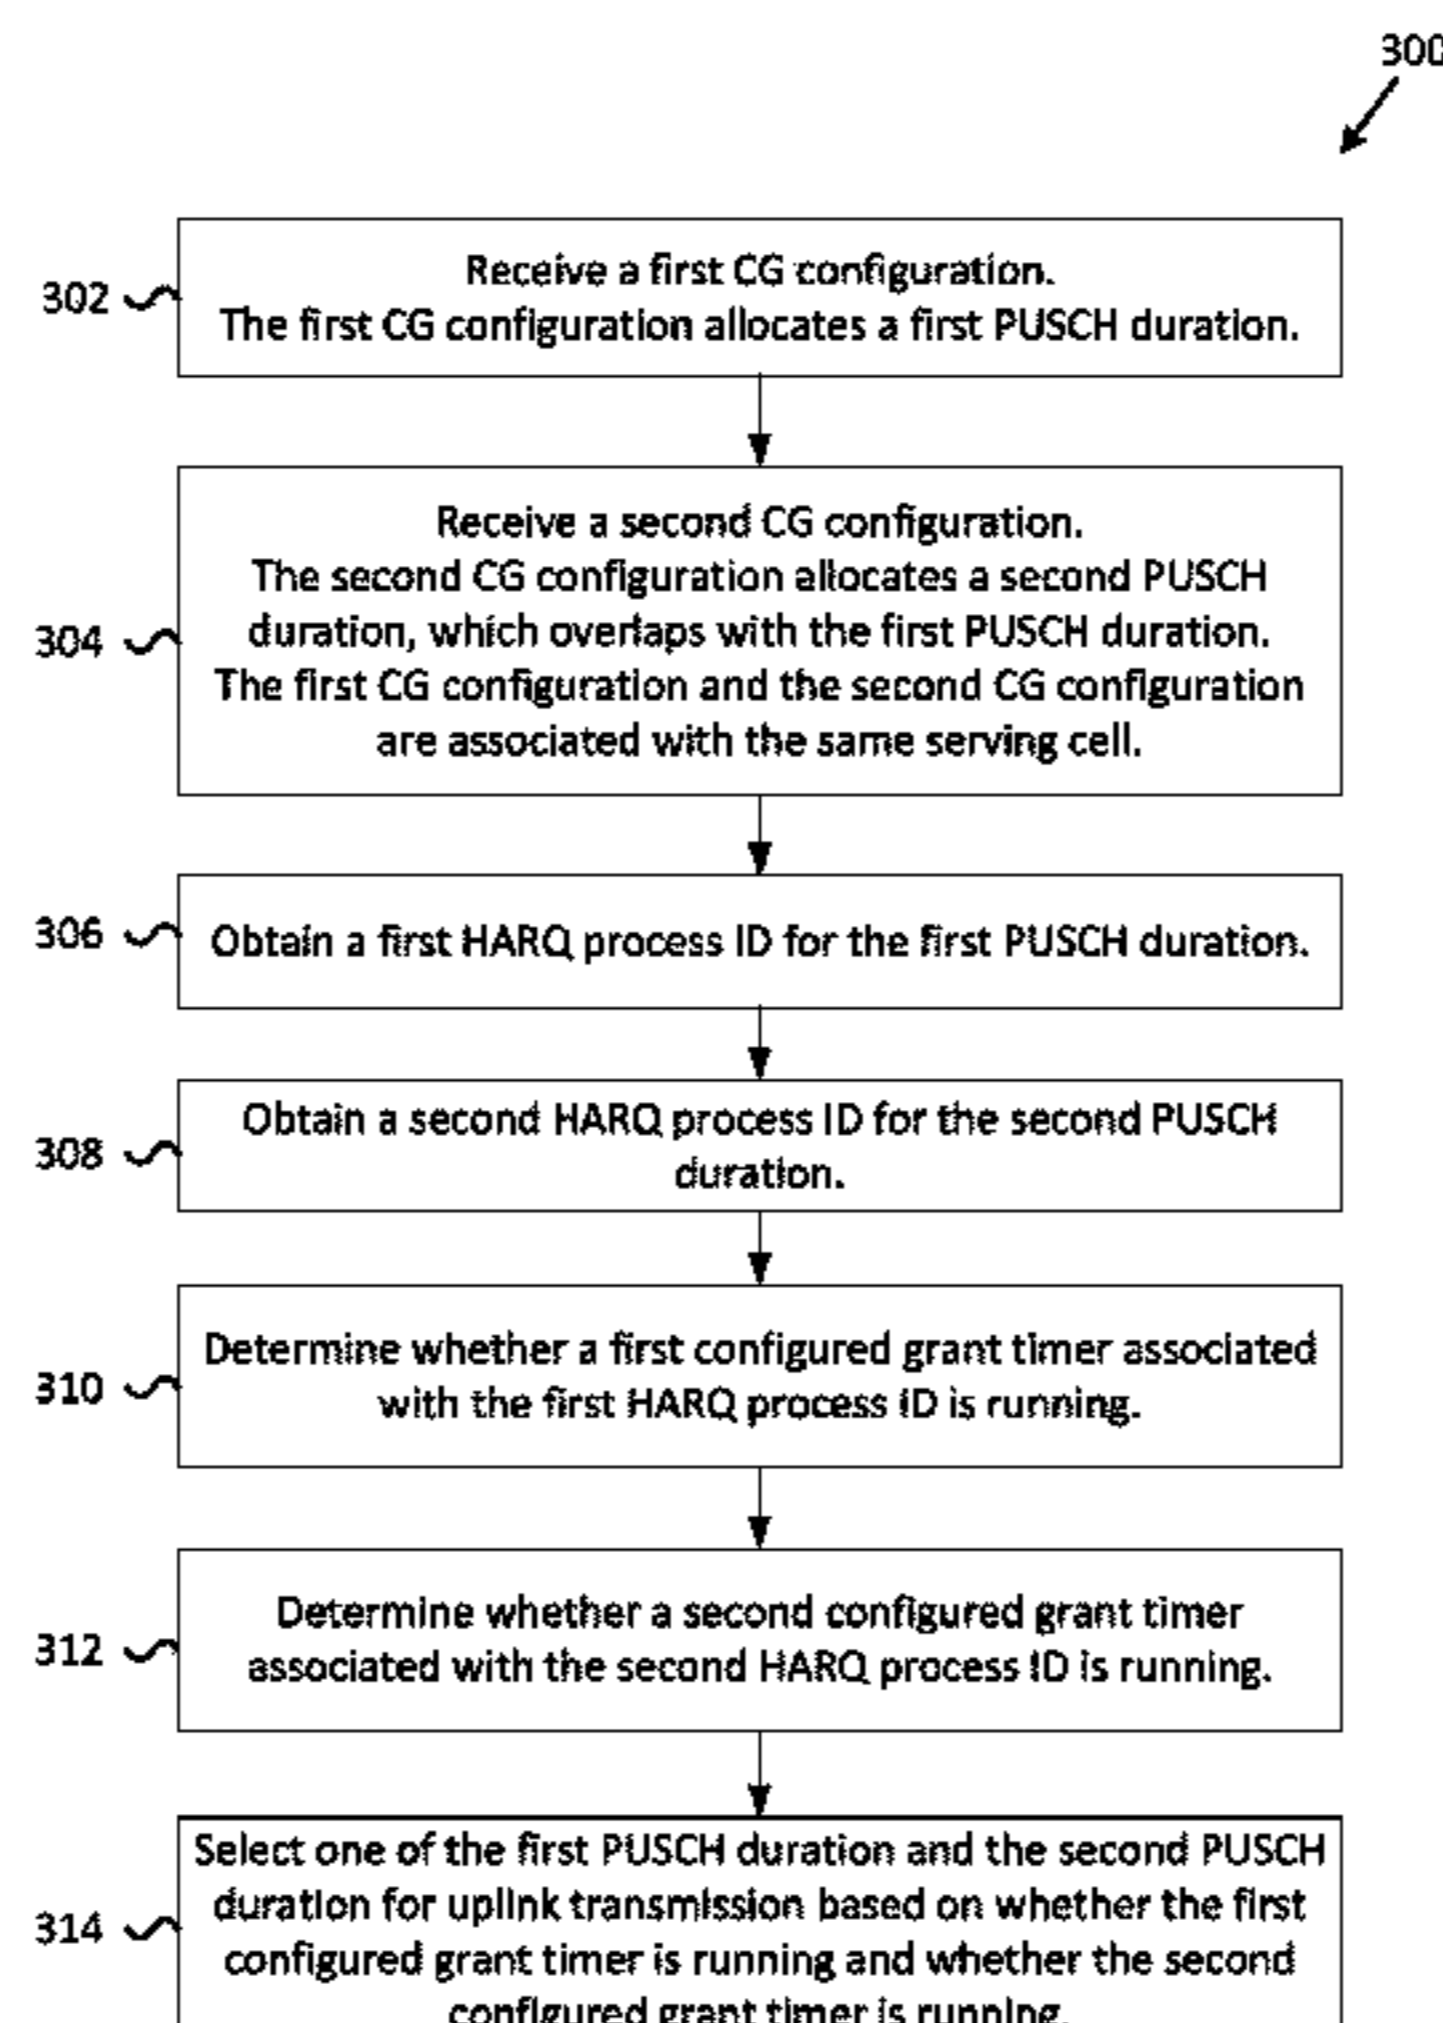 300
302
Receive a first CG configuration.
The first CG configuration allocates a first PUSCH duration.
304
Receive a second CG configuration.
The second CG configuration allocates a second PUSCH
duration, which overlaps with the first PUSCH duration.
The first CG configuration and the second CG configuration
are associated with the same serving cell.
306
Obtain a first HARQ process ID for the first PUSCH duration.
308
Obtain a second HARQ process ID for the second PUSCH
duration.
310
Determine whether a first configured grant timer associated
with the first HARQ process ID is running.
312
Determine whether a second configured grant timer
associated with the second HARQ process ID is running.
314
Select one of the first PUSCH duration and the second PUSCH
duration for uplink transmission based on whether the first
configured grant timer is running and whether the second
configured grant timer is running.